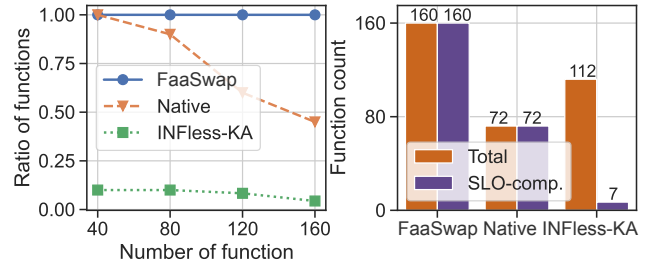 Ratio of functions
1.00
0.75
0.50
0.25
0.00
FaaSwap
Native
INFless-KA
40
80
120
160
Number of function
Function count
160
80
0
160
160
72
72
112
7
Total
SLO-comp.
FaaSwap
Native
INFless-KA